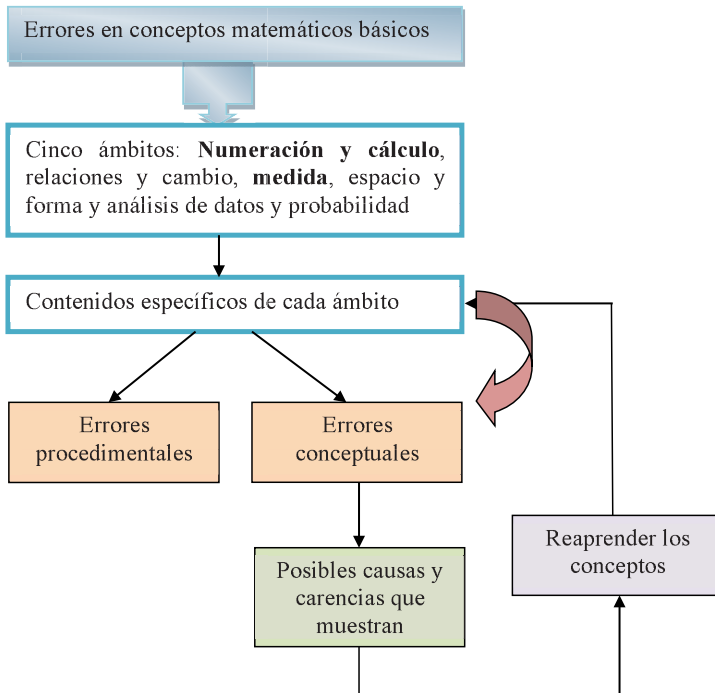 Errores en conceptos matemáticos básicos
Cinco ámbitos: Numeración y cálculo,
relaciones y cambio, medida, espacio y
forma y análisis de datos y probabilidad
Contenidos específicos de cada ámbito
Errores
procedimentales
Errores
conceptuales
Posibles causas y
carencias que
muestran
Reaprender los
conceptos